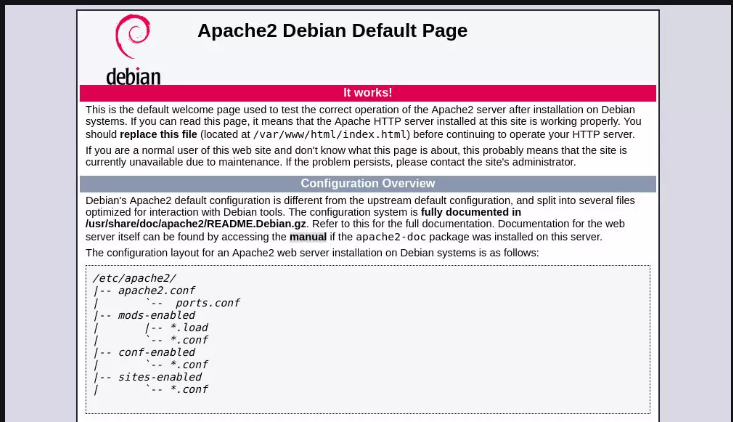 Apache2 Debian Default Page
debian
It works!
This is the default welcome page used to test the correct operation of the Apache2 server after installation on Debian
systems. If you can read this page, it means that the Apache HTTP server installed at this site is working properly. You
should replace this file (located at /var/www/html/index.html) before continuing to operate your HTTP server.
If you are a normal user of this web site and don't know what this page is about, this probably means that the site is
currently unavailable due to maintenance. If the problem persists, please contact the site's administrator.
Configuration Overview
Debian's Apache2 default configuration is different from the upstream default configuration, and split into several files
optimized for interaction with Debian tools. The configuration system is fully documented in
/usr/share/doc/apache2/README.Debian.gz. Refer to this for the full documentation. Documentation for the web
server itself can be found by accessing the manual if the apache2-doc package was installed on this server.
The configuration layout for an Apache2 web server installation on Debian systems is as follows:
/etc/apache2/
|-- apache2.conf
|       `--  ports.conf
|-- mods-enabled
|       |-- *.load
|       `-- *.conf
|-- conf-enabled
|       `-- *.conf
|-- sites-enabled
|       `-- *.conf